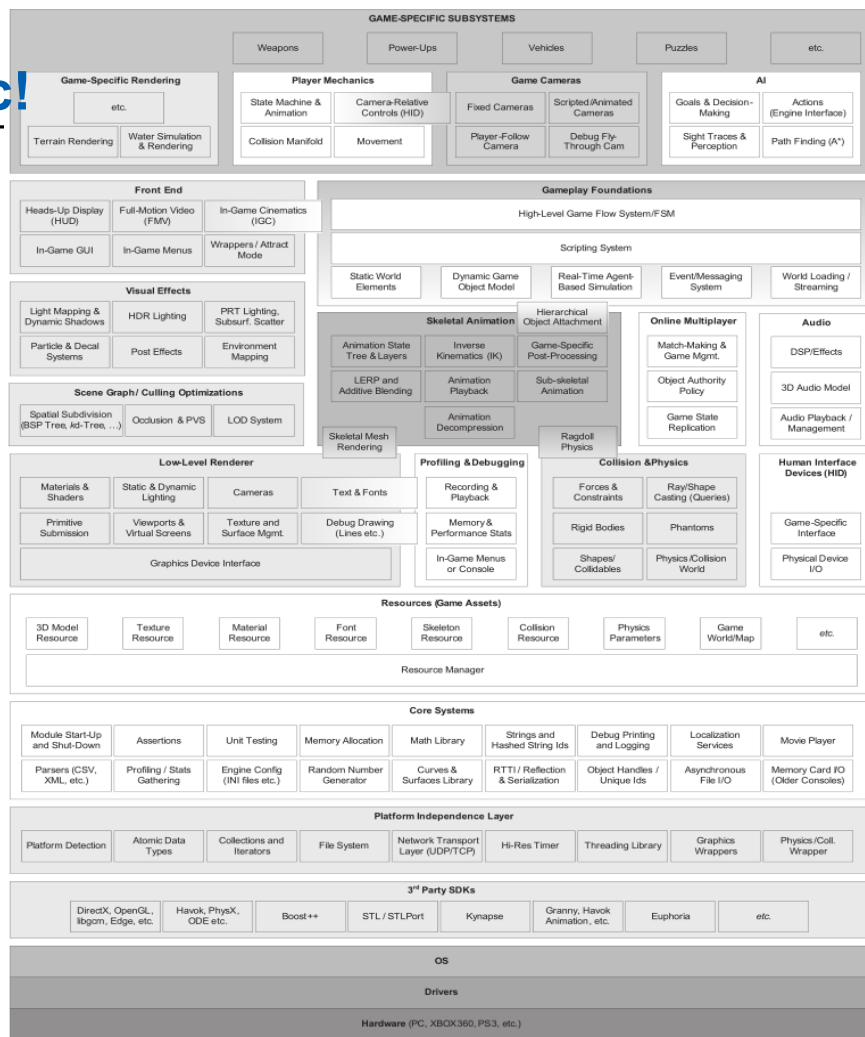 GAME-SPECIFIC SUBSYSTEMS
Weapons
Power-Ups
Vehicles
Puzzles
etc.
c!
Game-Specific Rendering
etc.
Terrain Rendering
Water Simulation
& Rendering
Player Mechanics
State Machine &
Animation
Camera-Relative
Controls (HID)
Collision Manifold
Movement
Game Cameras
Fixed Cameras
Scripted/Animated
Cameras
Player-Follow
Camera
Debug Fly-
Through Cam
AI
Goals & Decision-
Making
Actions
(Engine Interface)
Sight Traces &
Perception
Path Finding (A*)
Front End
Heads-Up Display
(HUD)
Full-Motion Video
(FMV)
In-Game Cinematics
(IGC)
In-Game GUI
In-Game Menus
Wrappers / Attract
Mode
Gameplay Foundations
High-Level Game Flow System/FSM
Scripting System
Static World
Elements
Dynamic Game
Object Model
Real-Time Agent-
Based Simulation
Event/Messaging
System
World Loading /
Streaming
Visual Effects
Light Mapping &
Dynamic Shadows
HDR Lighting
PRT Lighting,
Subsurf. Scatter
Particle & Decal
Systems
Post Effects
Environment
Mapping
Skeletal Animation
Hierarchical
Object Attachment
Animation State
Tree & Layers
Inverse
Kinematics (IK)
Game-Specific
Post-Processing
LERP and
Additive Blending
Animation
Playback
Sub-skeletal
Animation
Animation
Decompression
Skeletal Mesh
Rendering
Ragdoll
Physics
Online Multiplayer
Match-Making &
Game Mgmt.
Object Authority
Policy
Game State
Replication
Audio
DSP/Effects
3D Audio Model
Audio Playback /
Management
Scene Graph / Culling Optimizations
Spatial Subdivision
(BSP Tree, kd-Tree, …)
Occlusion & PVS
LOD System
Low-Level Renderer
Materials &
Shaders
Static & Dynamic
Lighting
Cameras
Text & Fonts
Primitive
Submission
Viewports &
Virtual Screens
Texture and
Surface Mgmt.
Debug Drawing
(Lines etc.)
Graphics Device Interface
Profiling & Debugging
Recording &
Playback
Memory &
Performance Stats
In-Game Menus
or Console
Collision & Physics
Forces &
Constraints
Ray/Shape
Casting (Queries)
Rigid Bodies
Phantoms
Shapes/
Collidables
Physics/Collision
World
Human Interface
Devices (HID)
Game-Specific
Interface
Physical Device
I/O
Resources (Game Assets)
3D Model
Resource
Texture
Resource
Material
Resource
Font
Resource
Skeleton
Resource
Collision
Resource
Physics
Parameters
Game
World/Map
etc.
Resource Manager
Core Systems
Module Start-Up
and Shut-Down
Assertions
Unit Testing
Memory Allocation
Math Library
Strings and
Hashed String Ids
Debug Printing
and Logging
Localization
Services
Movie Player
Parsers (CSV,
XML, etc.)
Profiling / Stats
Gathering
Engine Config
(INI files etc.)
Random Number
Generator
Curves &
Surfaces Library
RTTI / Reflection
& Serialization
Object Handles /
Unique Ids
Asynchronous
File I/O
Memory Card I/O
(Older Consoles)
Platform Independence Layer
Platform Detection
Atomic Data
Types
Collections and
Iterators
File System
Network Transport
Layer (UDP/TCP)
Hi-Res Timer
Threading Library
Graphics
Wrappers
Physics/Coll.
Wrapper
3rd Party SDKs
DirectX, OpenGL,
libgcm, Edge, etc.
Havok, PhysX,
ODE etc.
Boost++
STL / STLPort
Kynapse
Granny, Havok
Animation, etc.
Euphoria
etc.
OS
Drivers
Hardware (PC, XBOX360, PS3, etc.)